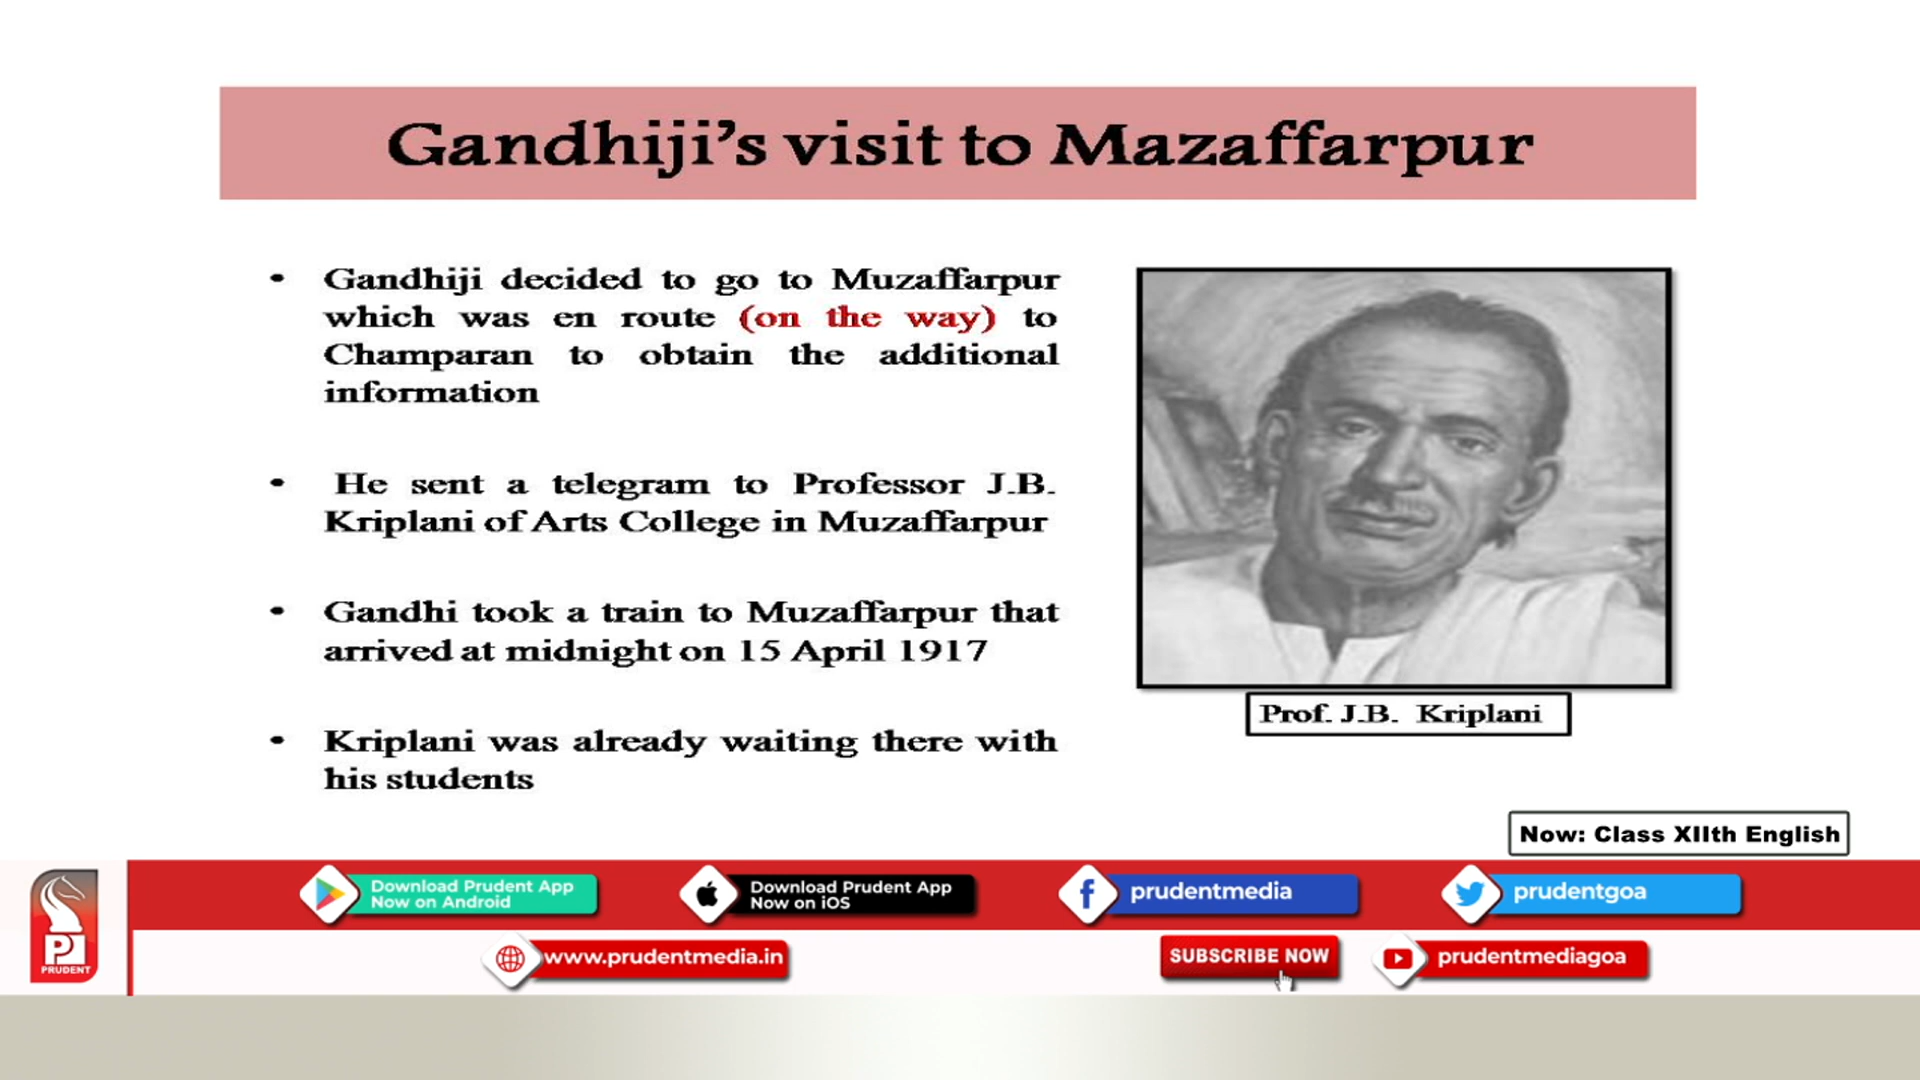 Gandhiji's visit to Mazaffarpur
• Gandhiji decided to go to Muzaffarpur
which was en route (on the way) to
Champaran to obtain the additional
information
• He sent a telegram to Professor J.B.
Kriplani of Arts College in Muzaffarpur
• Gandhi took a train to Muzaffarpur that
arrived at midnight on 15 April 1917
• Kriplani was already waiting there with
his students
Prof. J.B. Kriplani
Now: Class XIIth English
Download Prudent App
Now on Android
Download Prudent App
Now on iOS
prudentmedia
prudentgoa
P
PRUDENT
www.prudentmedia.in
SUBSCRIBE NOW
prudentmediagoa